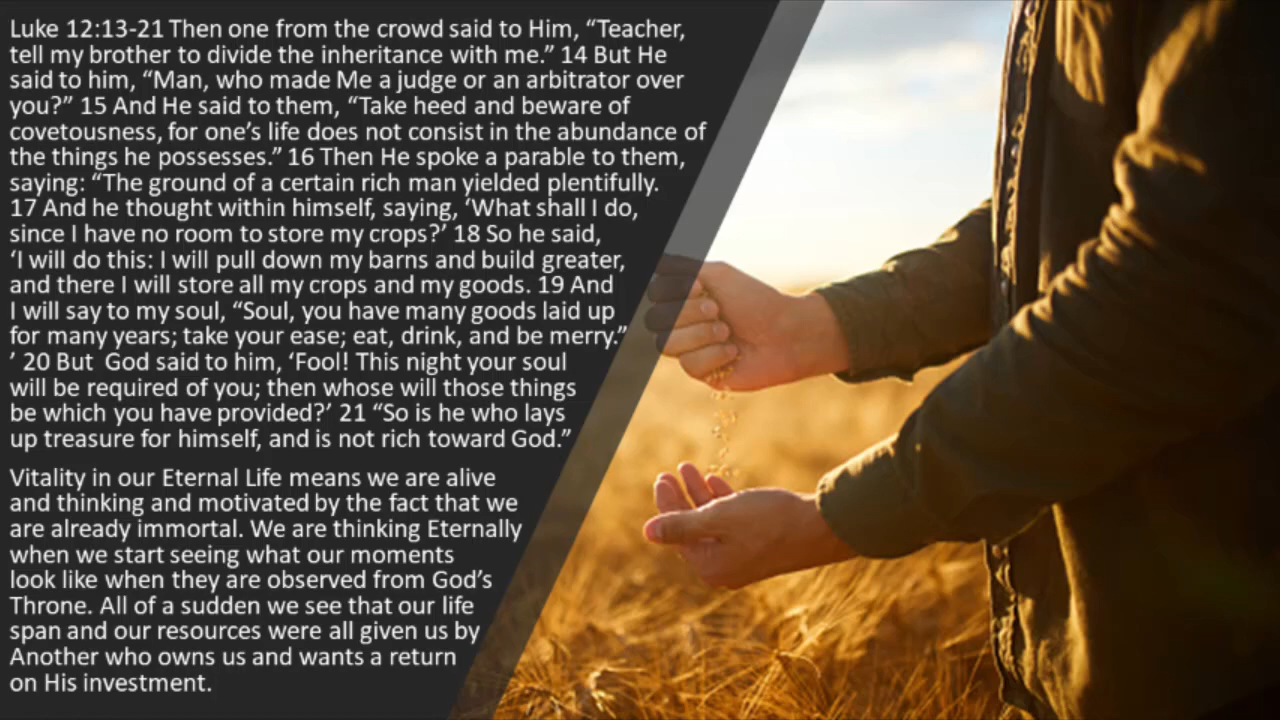 Luke 12:13-21 Then one from the crowd said to Him, “Teacher,
tell my brother to divide the inheritance with me.” 14 But He
said to him, “Man, who made Me a judge or an arbitrator over
you?” 15 And He said to them, “Take heed and beware of
covetousness, for one’s life does not consist in the abundance of
the things he possesses.” 16 Then He spoke a parable to them,
saying: “The ground of a certain rich man yielded plentifully.
17 And he thought within himself, saying, ‘What shall I do,
since I have no room to store my crops?’ 18 So he said,
‘I will do this: I will pull down my barns and build greater,
and there I will store all my crops and my goods. 19 And
I will say to my soul, “Soul, you have many goods laid up
for many years; take your ease; eat, drink, and be merry.”
’ 20 But God said to him, ‘Fool! This night your soul
will be required of you; then whose will those things
be which you have provided?’ 21 “So is he who lays
up treasure for himself, and is not rich toward God.”
Vitality in our Eternal Life means we are alive
and thinking and motivated by the fact that we
are already immortal. We are thinking Eternally
when we start seeing what our moments
look like when they are observed from God’s
Throne. All of a sudden we see that our life
span and our resources were all given us by
Another who owns us and wants a return
on His investment.